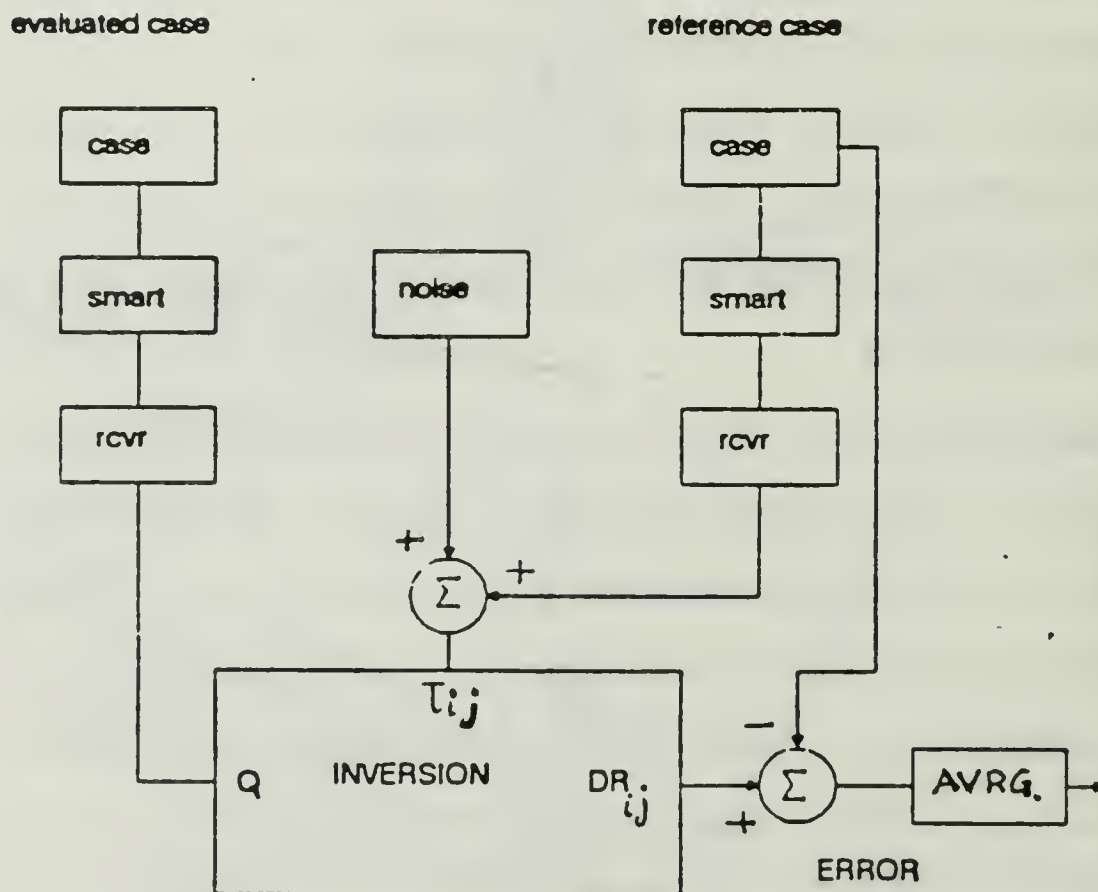 evaluated case
reference case
case
case
smart
noise
smart
rcvr
rcvr
+
+
Σ
Tij
−
Q
INVERSION
DRij
Σ
AVRG.
+
ERROR